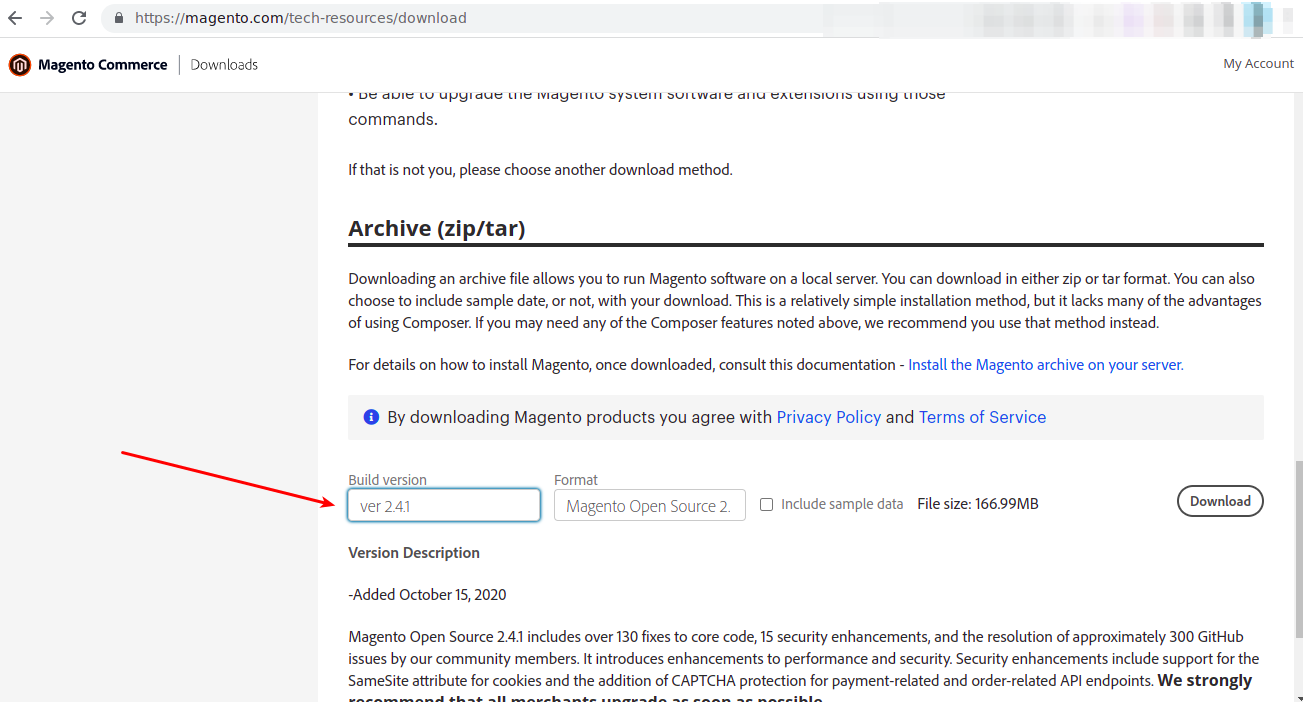 https://magento.com/tech-resources/download
Magento Commerce
Downloads
My Account
• Be able to upgrade the Magento system software and extensions using those
commands.
If that is not you, please choose another download method.
Archive (zip/tar)
Downloading an archive file allows you to run Magento software on a local server. You can download in either zip or tar format. You can also
choose to include sample date, or not, with your download. This is a relatively simple installation method, but it lacks many of the advantages
of using Composer. If you may need any of the Composer features noted above, we recommend you use that method instead.
For details on how to install Magento, once downloaded, consult this documentation - Install the Magento archive on your server.
By downloading Magento products you agree with Privacy Policy and Terms of Service
Build version
Format
ver 2.4.1
Magento Open Source 2.
Include sample data
File size: 166.99MB
Download
Version Description
-Added October 15, 2020
Magento Open Source 2.4.1 includes over 130 fixes to core code, 15 security enhancements, and the resolution of approximately 300 GitHub
issues by our community members. It introduces enhancements to performance and security. Security enhancements include support for the
SameSite attribute for cookies and the addition of CAPTCHA protection for payment-related and order-related API endpoints. We strongly
recommend that all merchants upgrade as soon as possible